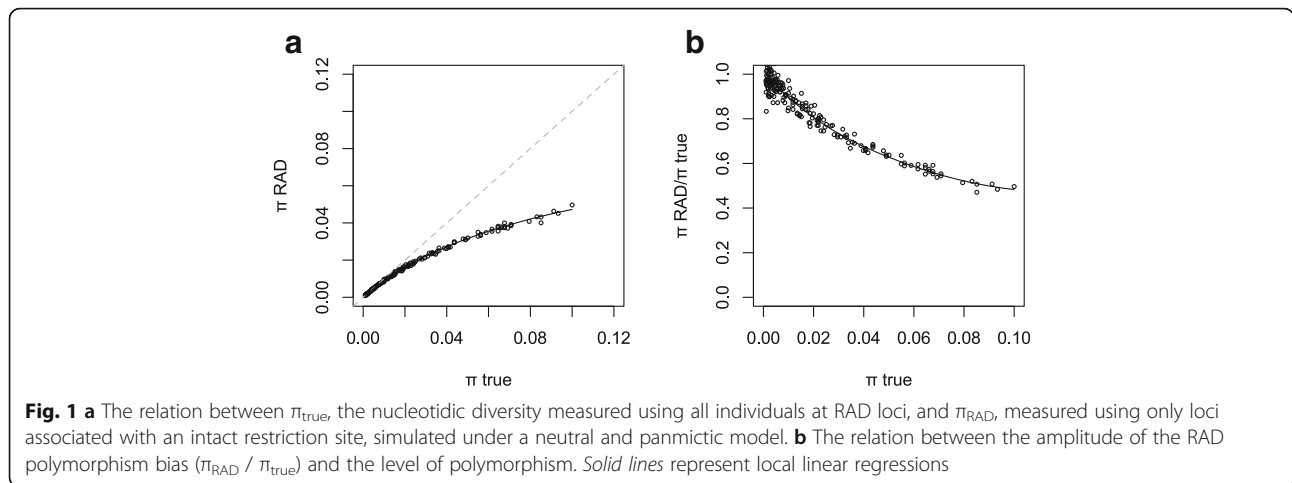 a
b
π RAD
0.00 0.04 0.08 0.12
0.00 0.04 0.08 0.12
π true
π RAD/π true
0.0 0.2 0.4 0.6 0.8 1.0
0.00 0.02 0.04 0.06 0.08 0.10
π true
Fig. 1 a The relation between πtrue, the nucleotidic diversity measured using all individuals at RAD loci, and πRAD, measured using only loci
associated with an intact restriction site, simulated under a neutral and panmictic model. b The relation between the amplitude of the RAD
polymorphism bias (πRAD / πtrue) and the level of polymorphism. Solid lines represent local linear regressions